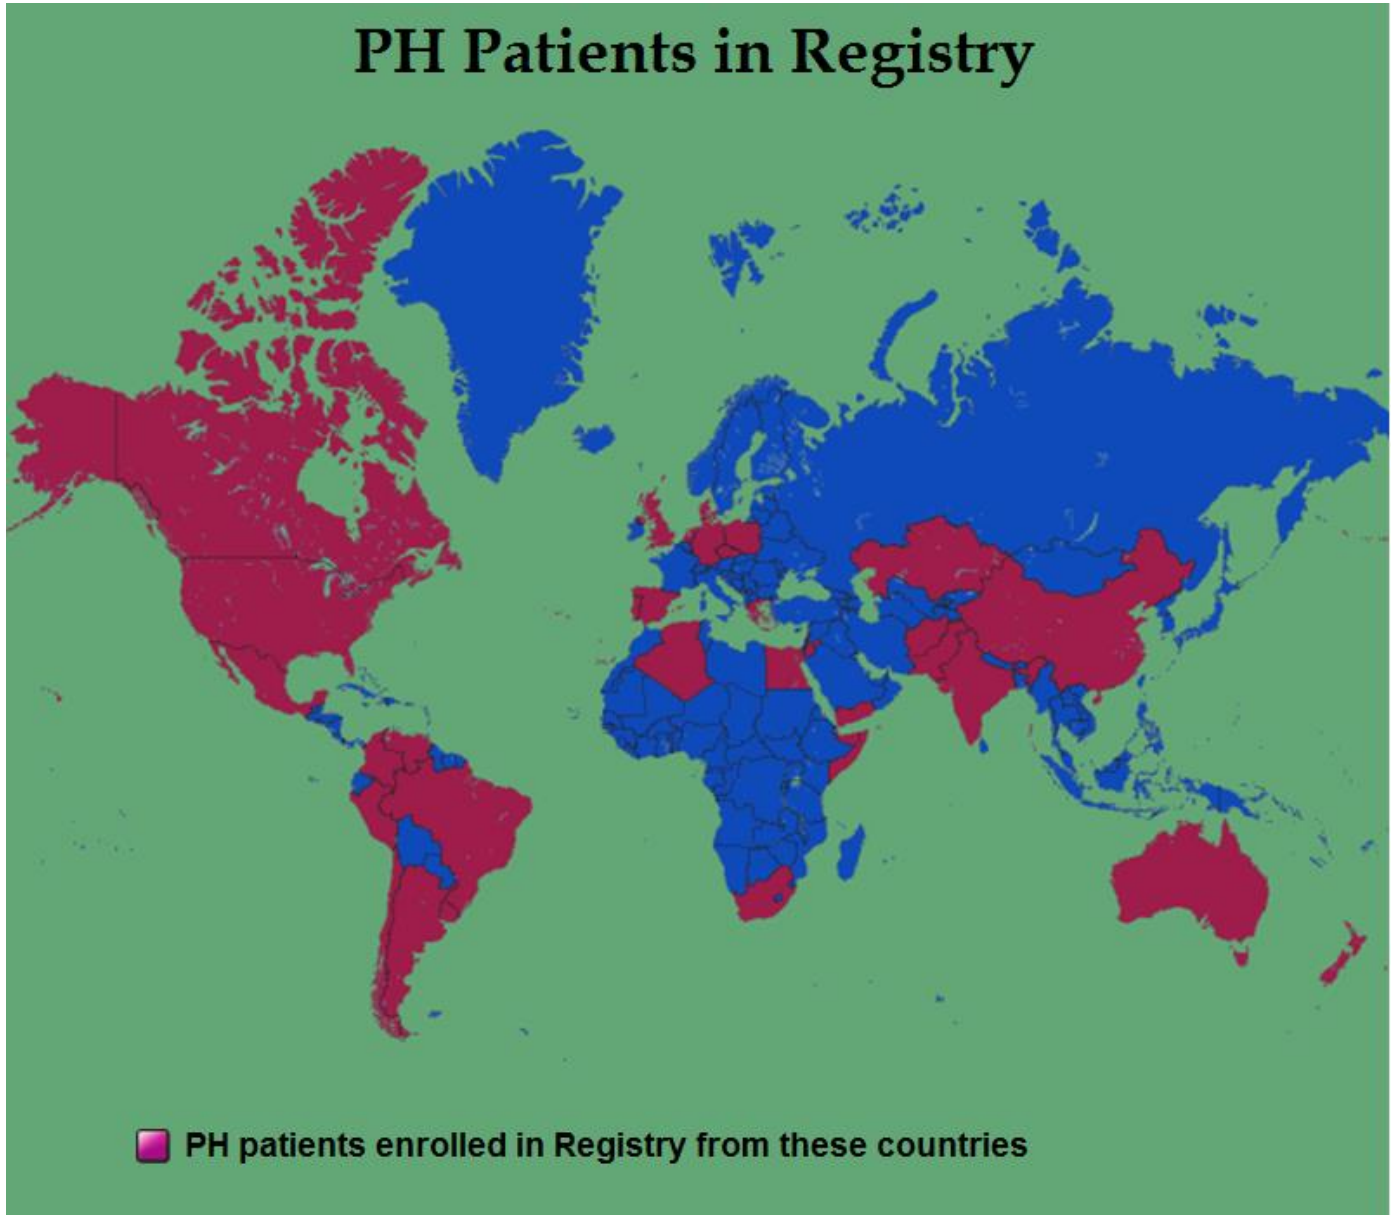 PH Patients in Registry
PH patients enrolled in Registry from these countries